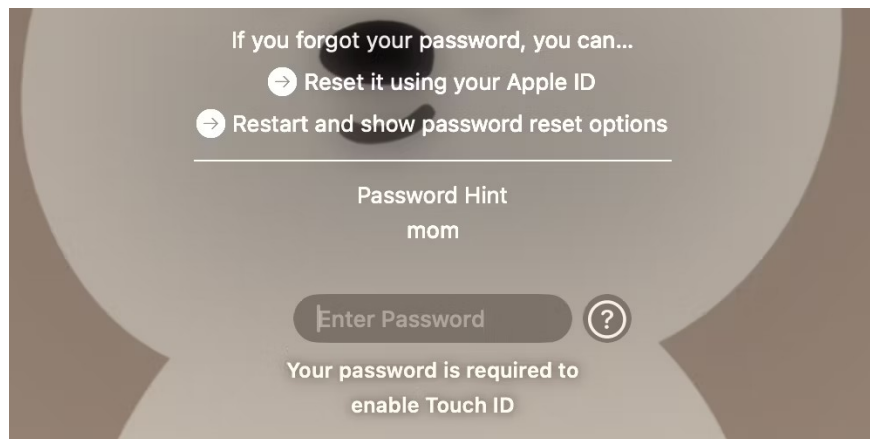 If you forgot your password, you can...
Reset it using your Apple ID
Restart and show password reset options
Password Hint
mom
Enter Password
?
Your password is required to
enable Touch ID